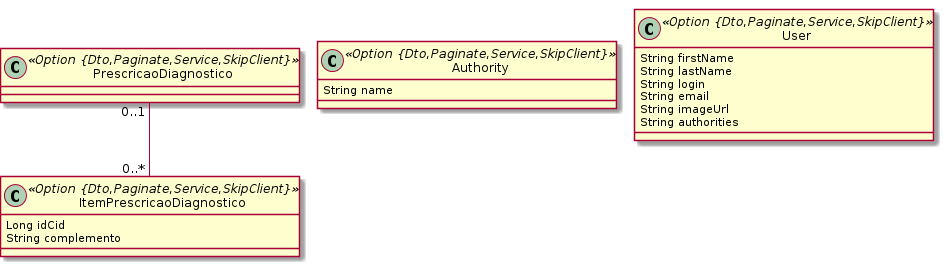 C «Option {Dto,Paginate,Service,SkipClient}»
PrescricaoDiagnostico
0..1
0..*
C «Option {Dto,Paginate,Service,SkipClient}»
ItemPrescricaoDiagnostico
Long idCid
String complemento
C «Option {Dto,Paginate,Service,SkipClient}»
Authority
String name
C «Option {Dto,Paginate,Service,SkipClient}»
User
String firstName
String lastName
String login
String email
String imageUrl
String authorities